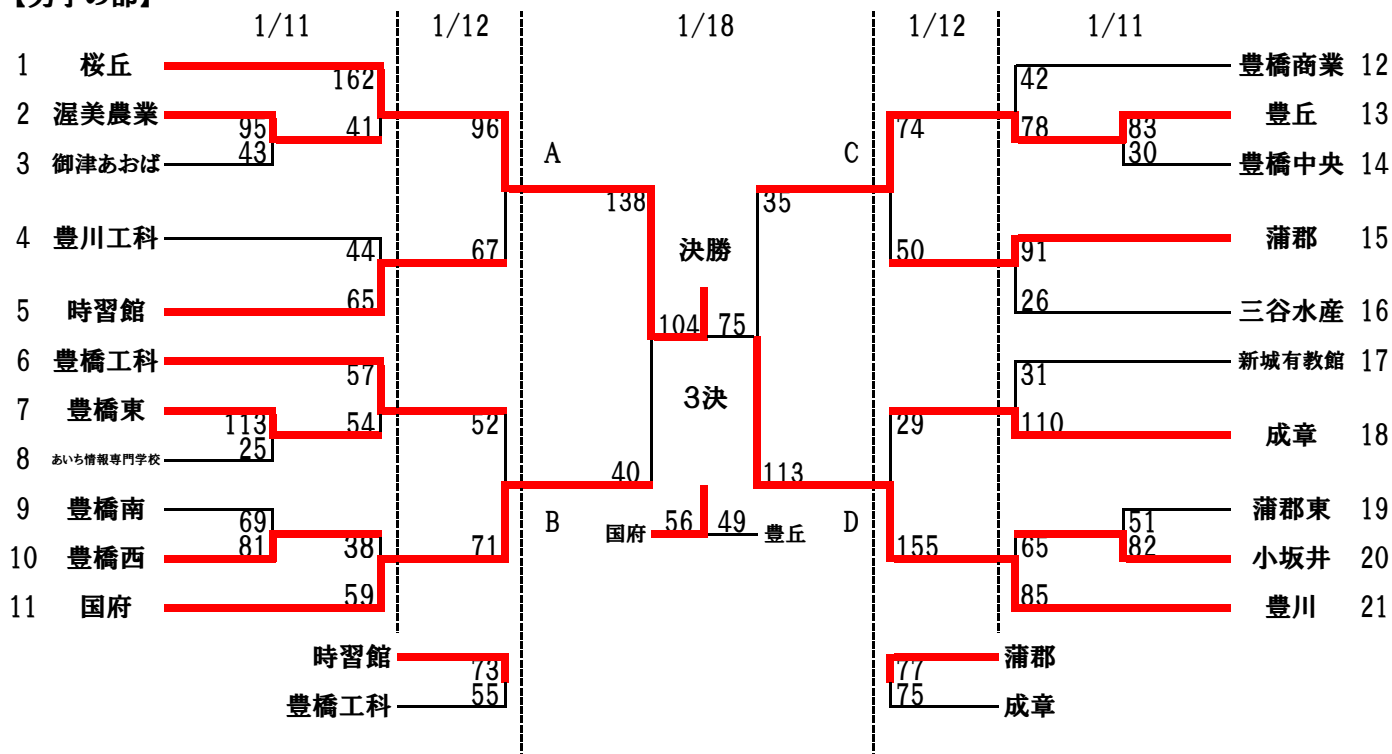 【男子の部】
1/11 1/12 1/18 1/12 1/11
1 桜丘
162
2 渥美農業
95 41 96
3 御津あおば
43
A
138
4 豊川工科
44 67
5 時習館
65
6 豊橋工科
57
7 豊橋東
113 54 52
8 あいち情報専門学校
25
40
9 豊橋南
69
B
10 豊橋西
81 38 71
11 国府
59
時習館
73
豊橋工科
55
決勝
104 75
3決
国府 56 49 豊丘
豊橋商業 12
42
豊丘 13
74 78 83
豊橋中央 14
30
C
35
蒲郡 15
50 91
三谷水産 16
26
新城有教館 17
31
成章 18
29 110
113
蒲郡東 19
51
D
小坂井 20
155 65 82
豊川 21
85
蒲郡
77
成章
75